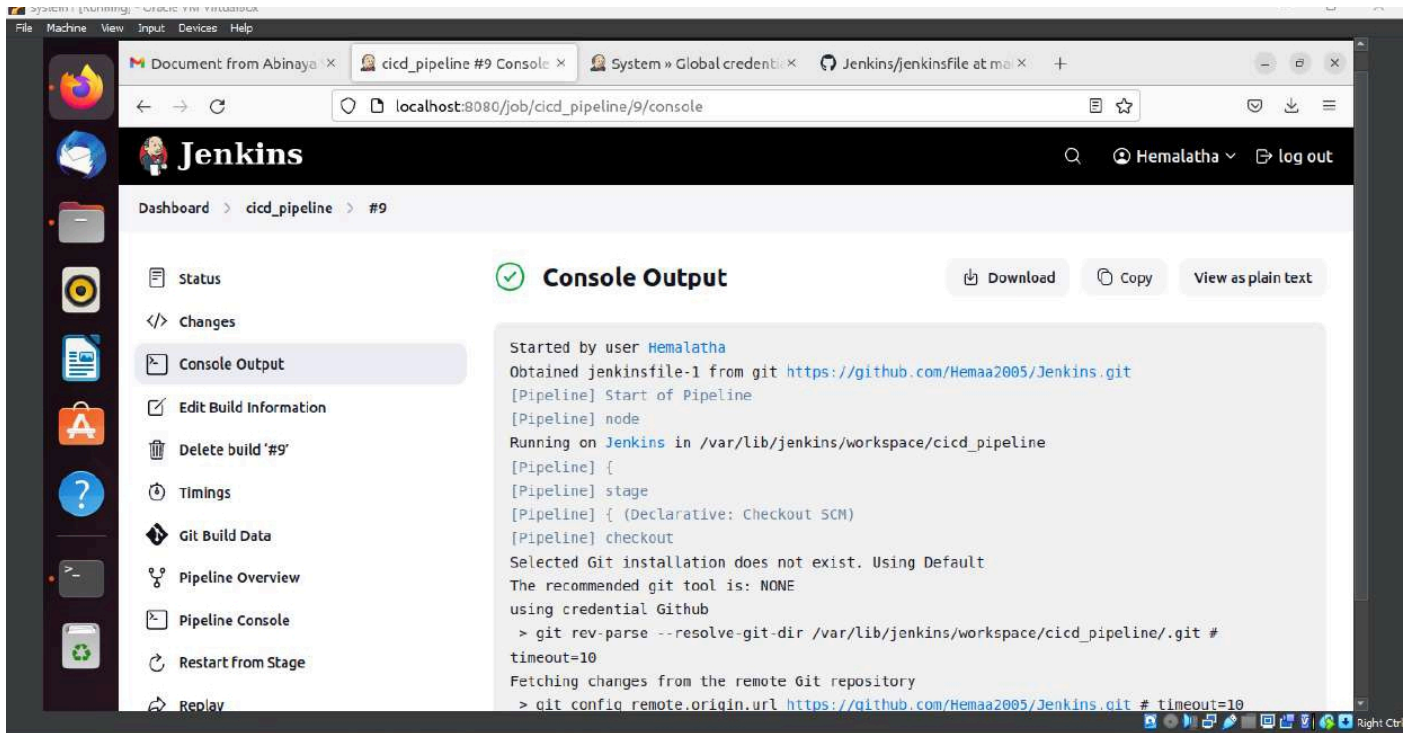 system1 [Running] - Oracle VM VirtualBox
File Machine View Input Devices Help
Document from Abinaya
cicd_pipeline #9 Console
System » Global credenti
Jenkins/jenkinsfile at mai
localhost:8080/job/cicd_pipeline/9/console
Jenkins
Hemalatha
log out
Dashboard > cicd_pipeline > #9
Status
Changes
Console Output
Edit Build Information
Delete build '#9'
Timings
Git Build Data
Pipeline Overview
Pipeline Console
Restart from Stage
Replay
Console Output
Download
Copy
View as plain text
Started by user Hemalatha
Obtained jenkinsfile-1 from git https://github.com/Hemaa2005/Jenkins.git
[Pipeline] Start of Pipeline
[Pipeline] node
Running on Jenkins in /var/lib/jenkins/workspace/cicd_pipeline
[Pipeline] {
[Pipeline] stage
[Pipeline] { (Declarative: Checkout SCM)
[Pipeline] checkout
Selected Git installation does not exist. Using Default
The recommended git tool is: NONE
using credential Github
> git rev-parse --resolve-git-dir /var/lib/jenkins/workspace/cicd_pipeline/.git #
timeout=10
Fetching changes from the remote Git repository
> git config remote.origin.url https://github.com/Hemaa2005/Jenkins.git # timeout=10
Right Ctrl